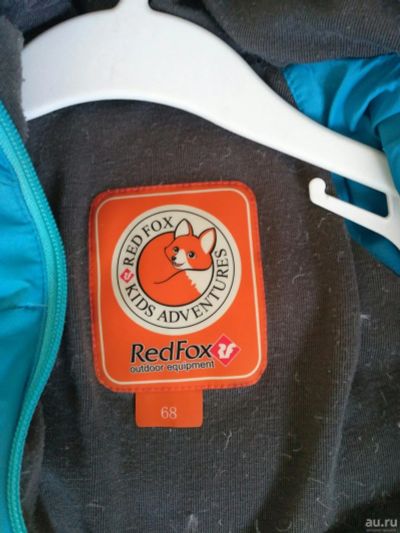 RED FOX
KIDS ADVENTURES
RedFox
outdoor equipment
68
au.ru